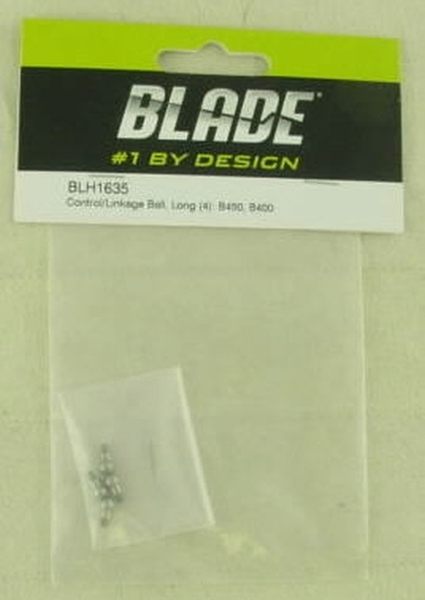 BLADE
#1 BY DESIGN
BLH1635
Control/Linkage Ball, Long (4): B450, B400